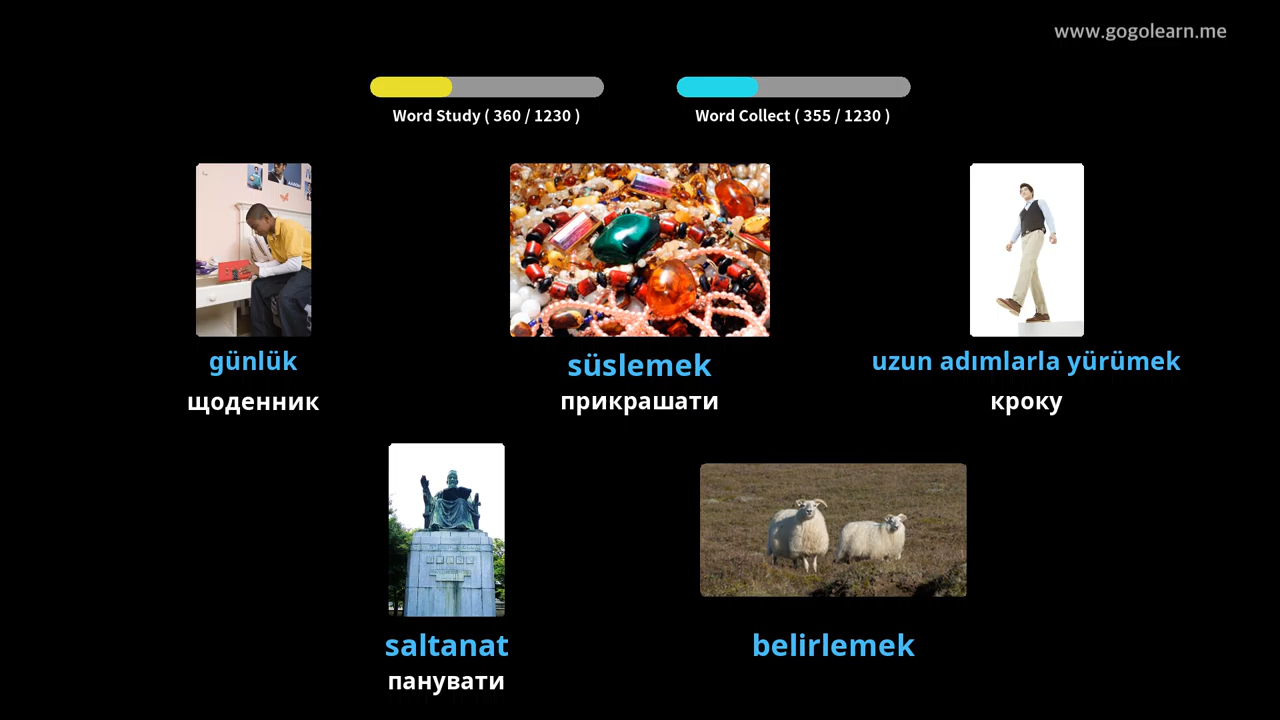 www.gogolearn.me
Word Study ( 360 / 1230 )
Word Collect ( 355 / 1230 )
günlük
щоденник
süslemek
прикрашати
uzun adımlarla yürümek
кроку
saltanat
панувати
belirlemek